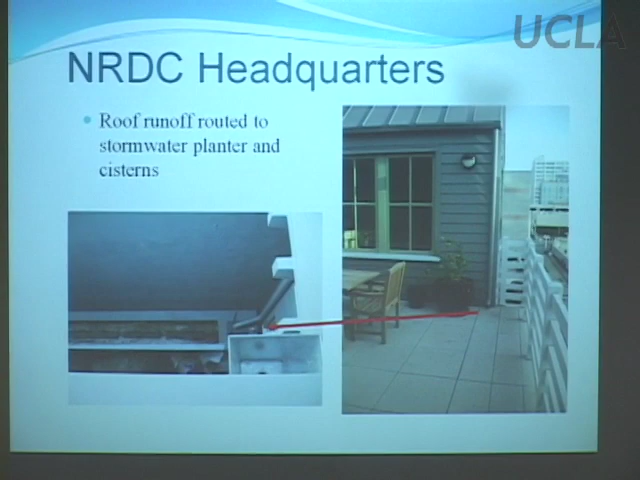 UCLA
NRDC Headquarters
Roof runoff routed to
stormwater planter and
cisterns